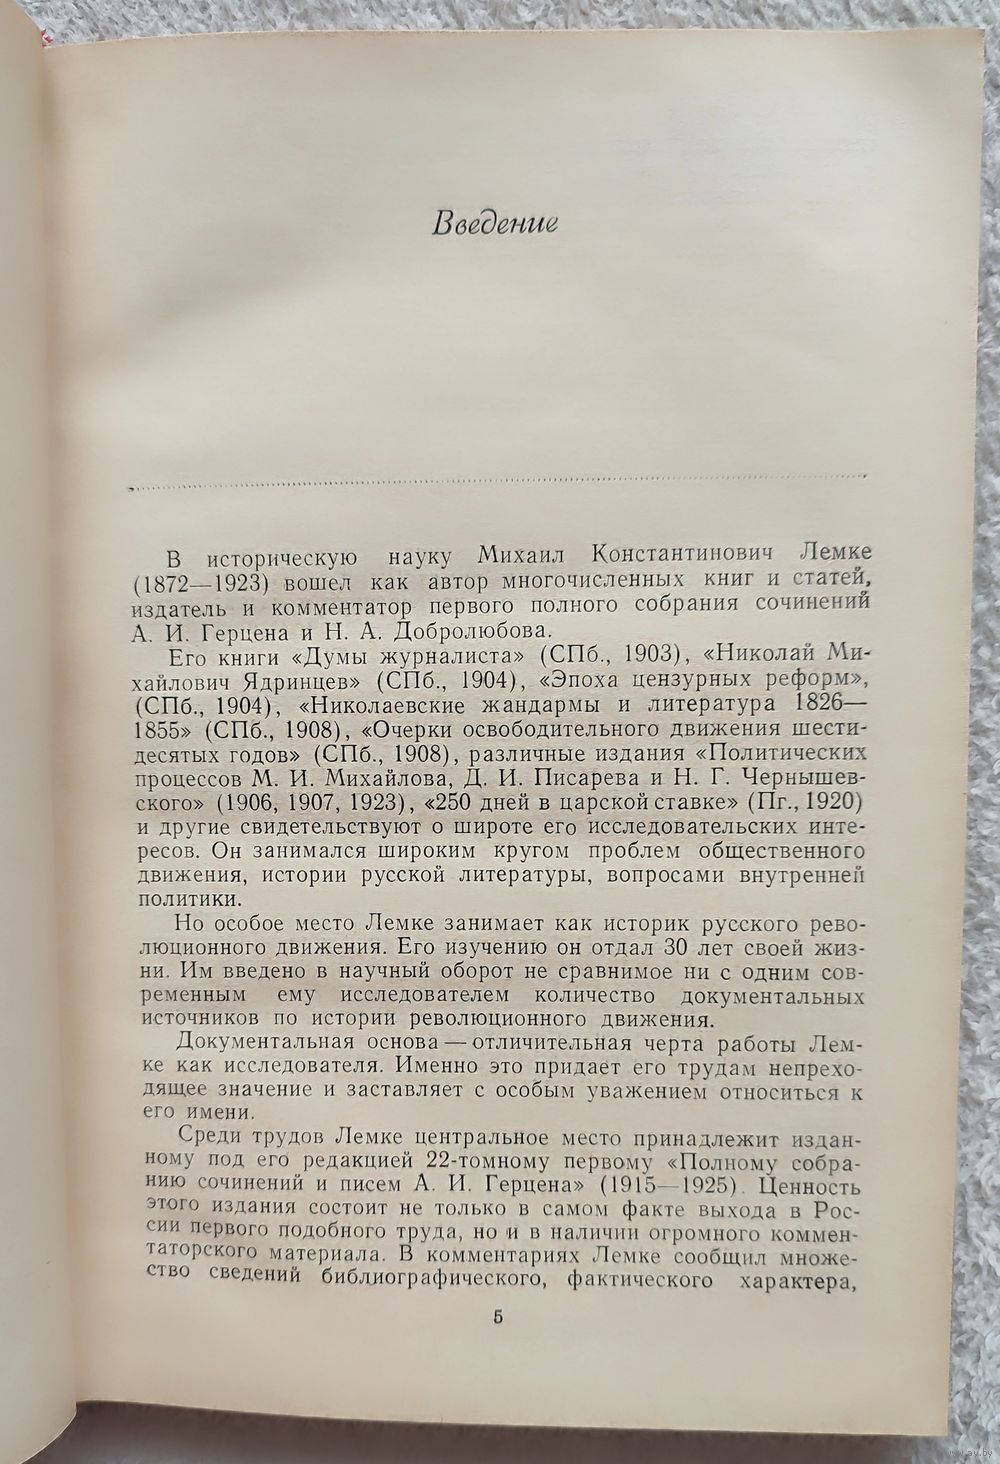 Введение
В историческую науку Михаил Константинович Лемке
(1872—1923) вошел как автор многочисленных книг и статей,
издатель и комментатор первого полного собрания сочинений
А. И. Герцена и Н. А. Добролюбова.
Его книги «Думы журналиста» (СПб., 1903), «Николай Ми-
хайлович Ядринцев» (СПб., 1904), «Эпоха цензурных реформ»,
(СПб., 1904), «Николаевские жандармы и литература 1826—
1855» (СПб., 1908), «Очерки освободительного движения шести-
десятых годов» (СПб., 1908), различные издания «Политических
процессов М. И. Михайлова, Д. И. Писарева и Н. Г. Чернышев-
ского» (1906, 1907, 1923), «250 дней в царской ставке» (Пг., 1920)
и другие свидетельствуют о широте его исследовательских инте-
ресов. Он занимался широким кругом проблем общественного
движения, истории русской литературы, вопросами внутренней
политики.
Но особое место Лемке занимает как историк русского рево-
люционного движения. Его изучению он отдал 30 лет своей жиз-
ни. Им введено в научный оборот не сравнимое ни с одним сов-
ременным ему исследователем количество документальных
источников по истории революционного движения.
Документальная основа — отличительная черта работы Лем-
ке как исследователя. Именно это придает его трудам непрехо-
дящее значение и заставляет с особым уважением относиться к
его имени.
Среди трудов Лемке центральное место принадлежит издан-
ному под его редакцией 22-томному первому «Полному собра-
нию сочинений и писем А. И. Герцена» (1915—1925). Ценность
этого издания состоит не только в самом факте выхода в Рос-
сии первого подобного труда, но и в наличии огромного коммен-
таторского материала. В комментариях Лемке сообщил множе-
ство сведений библиографического, фактического характера,
5